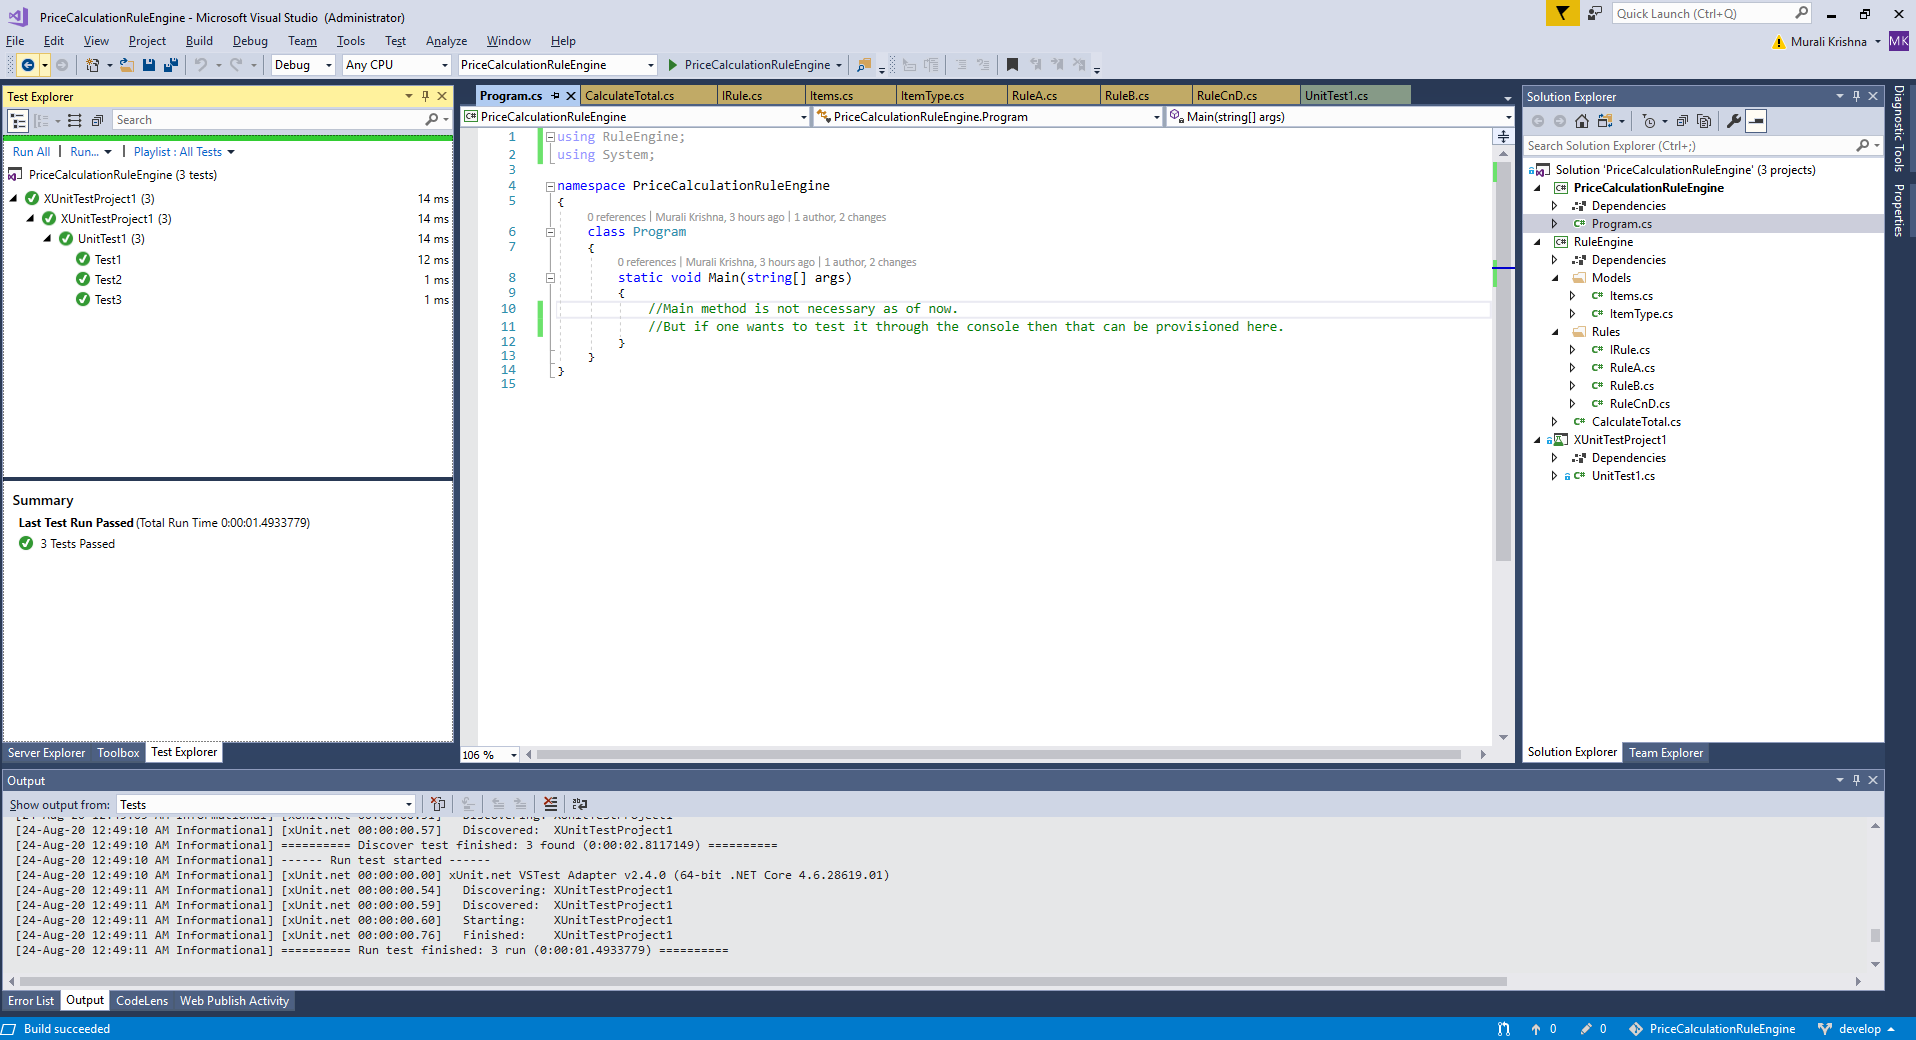 PriceCalculationRuleEngine - Microsoft Visual Studio (Administrator)
Quick Launch (Ctrl+Q)
File Edit View Project Build Debug Team Tools Test Analyze Window Help
Murali Krishna MK
Debug Any CPU PriceCalculationRuleEngine PriceCalculationRuleEngine
Test Explorer
Search
Run All | Run... | Playlist : All Tests
PriceCalculationRuleEngine (3 tests)
XUnitTestProject1 (3) 14 ms
XUnitTestProject1 (3) 14 ms
UnitTest1 (3) 14 ms
Test1 12 ms
Test2 1 ms
Test3 1 ms
Summary
Last Test Run Passed (Total Run Time 0:00:01.4933779)
3 Tests Passed
Server Explorer Toolbox Test Explorer
Program.cs CalculateTotal.cs IRule.cs Items.cs ItemType.cs RuleA.cs RuleB.cs RuleCnD.cs UnitTest1.cs
PriceCalculationRuleEngine PriceCalculationRuleEngine.Program Main(string[] args)
1 using RuleEngine;
2 using System;
3
4 namespace PriceCalculationRuleEngine
5 {
0 references | Murali Krishna, 3 hours ago | 1 author, 2 changes
6 class Program
7 {
0 references | Murali Krishna, 3 hours ago | 1 author, 2 changes
8 static void Main(string[] args)
9 {
10 //Main method is not necessary as of now.
11 //But if one wants to test it through the console then that can be provisioned here.
12 }
13 }
14 }
15
106 %
Solution Explorer
Search Solution Explorer (Ctrl+;)
Solution 'PriceCalculationRuleEngine' (3 projects)
PriceCalculationRuleEngine
Dependencies
Program.cs
RuleEngine
Dependencies
Models
Items.cs
ItemType.cs
Rules
IRule.cs
RuleA.cs
RuleB.cs
RuleCnD.cs
CalculateTotal.cs
XUnitTestProject1
Dependencies
UnitTest1.cs
Solution Explorer Team Explorer
Diagnostic Tools
Properties
Output
Show output from: Tests
[24-Aug-20 12:49:10 AM Informational] [xUnit.net 00:00:00.57] Discovered: XUnitTestProject1
[24-Aug-20 12:49:10 AM Informational] ========== Discover test finished: 3 found (0:00:02.8117149) ==========
[24-Aug-20 12:49:10 AM Informational] ------ Run test started ------
[24-Aug-20 12:49:10 AM Informational] [xUnit.net 00:00:00.00] xUnit.net VSTest Adapter v2.4.0 (64-bit .NET Core 4.6.28619.01)
[24-Aug-20 12:49:11 AM Informational] [xUnit.net 00:00:00.54] Discovering: XUnitTestProject1
[24-Aug-20 12:49:11 AM Informational] [xUnit.net 00:00:00.59] Discovered: XUnitTestProject1
[24-Aug-20 12:49:11 AM Informational] [xUnit.net 00:00:00.60] Starting: XUnitTestProject1
[24-Aug-20 12:49:11 AM Informational] [xUnit.net 00:00:00.76] Finished: XUnitTestProject1
[24-Aug-20 12:49:11 AM Informational] ========== Run test finished: 3 run (0:00:01.4933779) ==========
Error List Output CodeLens Web Publish Activity
Build succeeded 0 0 PriceCalculationRuleEngine develop